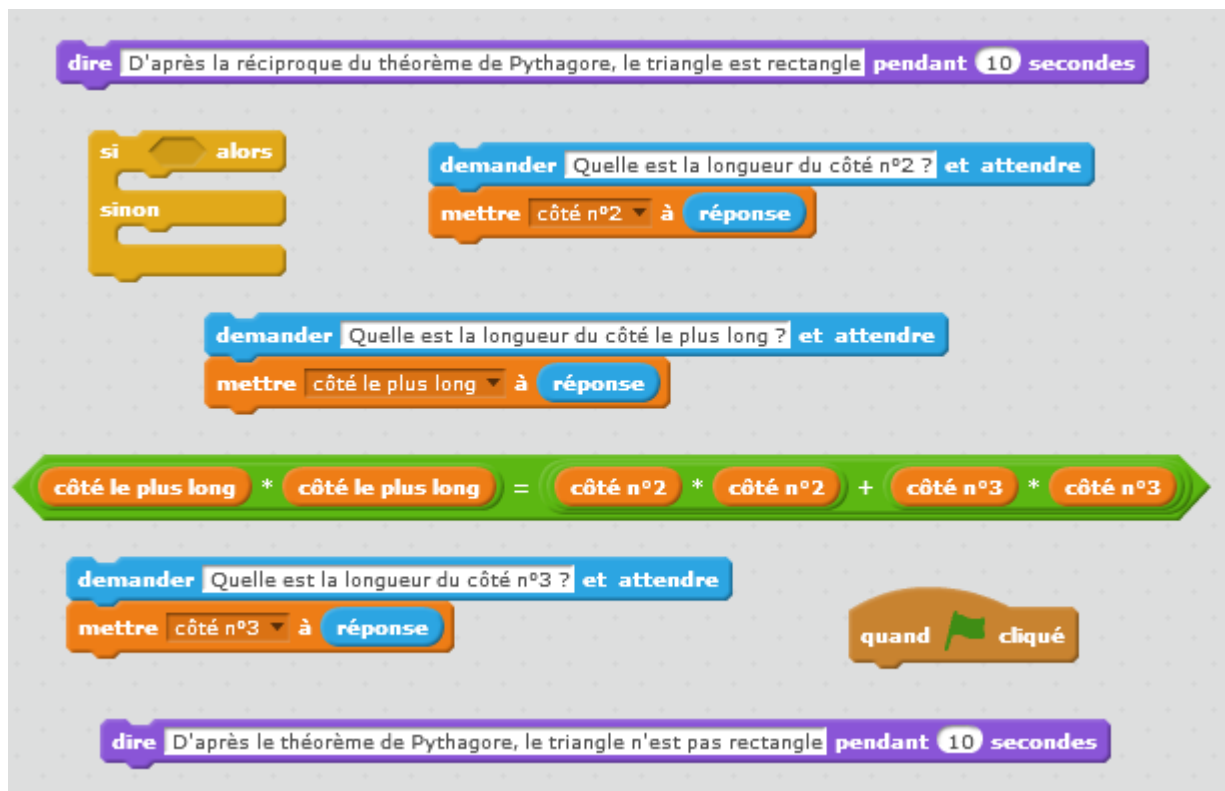 dire D'après la réciproque du théorème de Pythagore, le triangle est rectangle pendant 10 secondes
si alors
sinon
demander Quelle est la longueur du côté n°2 ? et attendre
mettre côté n°2 à réponse
demander Quelle est la longueur du côté le plus long ? et attendre
mettre côté le plus long à réponse
côté le plus long * côté le plus long = côté n°2 * côté n°2 + côté n°3 * côté n°3
demander Quelle est la longueur du côté n°3 ? et attendre
mettre côté n°3 à réponse
quand cliqué
dire D'après le théorème de Pythagore, le triangle n'est pas rectangle pendant 10 secondes